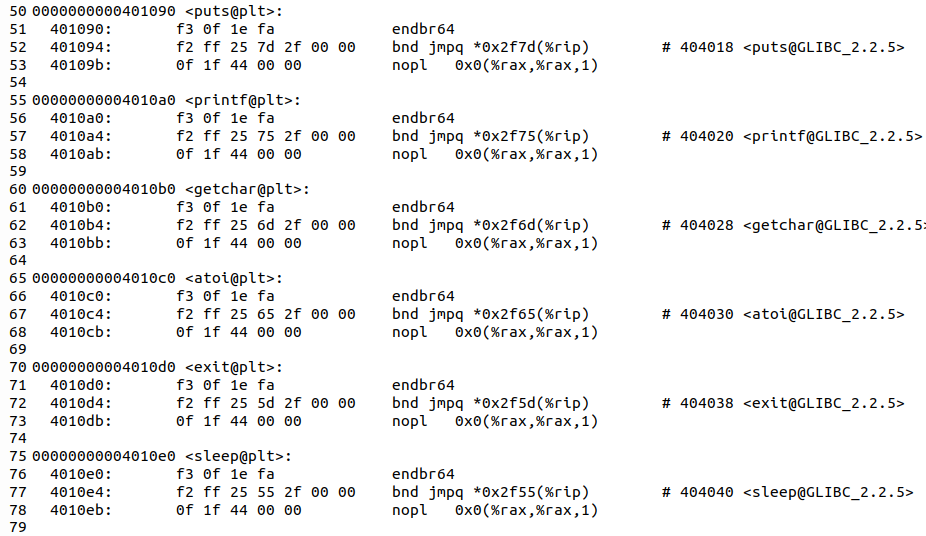 50 0000000000401090 <puts@plt>:
51   401090:       f3 0f 1e fa             endbr64
52   401094:       f2 ff 25 7d 2f 00 00    bnd jmpq *0x2f7d(%rip)        # 404018 <puts@GLIBC_2.2.5>
53   40109b:       0f 1f 44 00 00          nopl   0x0(%rax,%rax,1)
54
55 00000000004010a0 <printf@plt>:
56   4010a0:       f3 0f 1e fa             endbr64
57   4010a4:       f2 ff 25 75 2f 00 00    bnd jmpq *0x2f75(%rip)        # 404020 <printf@GLIBC_2.2.5>
58   4010ab:       0f 1f 44 00 00          nopl   0x0(%rax,%rax,1)
59
60 00000000004010b0 <getchar@plt>:
61   4010b0:       f3 0f 1e fa             endbr64
62   4010b4:       f2 ff 25 6d 2f 00 00    bnd jmpq *0x2f6d(%rip)        # 404028 <getchar@GLIBC_2.2.5>
63   4010bb:       0f 1f 44 00 00          nopl   0x0(%rax,%rax,1)
64
65 00000000004010c0 <atoi@plt>:
66   4010c0:       f3 0f 1e fa             endbr64
67   4010c4:       f2 ff 25 65 2f 00 00    bnd jmpq *0x2f65(%rip)        # 404030 <atoi@GLIBC_2.2.5>
68   4010cb:       0f 1f 44 00 00          nopl   0x0(%rax,%rax,1)
69
70 00000000004010d0 <exit@plt>:
71   4010d0:       f3 0f 1e fa             endbr64
72   4010d4:       f2 ff 25 5d 2f 00 00    bnd jmpq *0x2f5d(%rip)        # 404038 <exit@GLIBC_2.2.5>
73   4010db:       0f 1f 44 00 00          nopl   0x0(%rax,%rax,1)
74
75 00000000004010e0 <sleep@plt>:
76   4010e0:       f3 0f 1e fa             endbr64
77   4010e4:       f2 ff 25 55 2f 00 00    bnd jmpq *0x2f55(%rip)        # 404040 <sleep@GLIBC_2.2.5>
78   4010eb:       0f 1f 44 00 00          nopl   0x0(%rax,%rax,1)
79